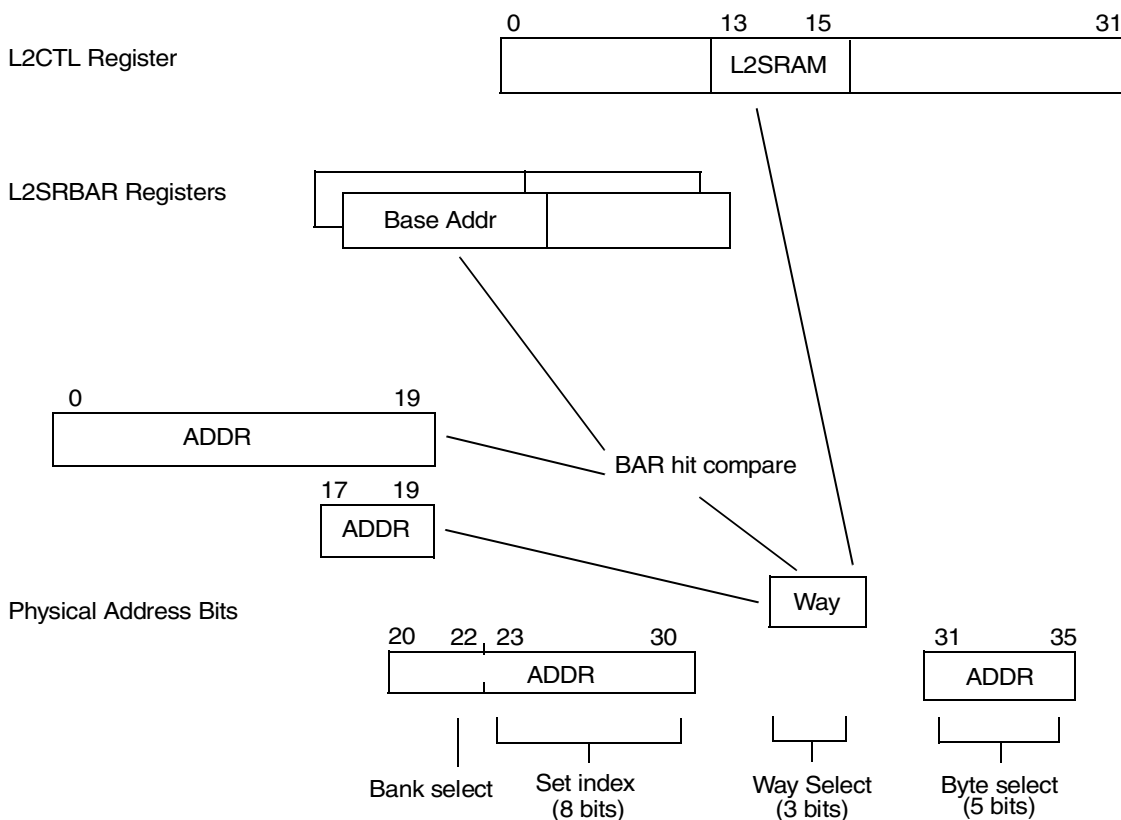 0 13 15 31
L2CTL Register
L2SRAM
L2SRBAR Registers
Base Addr
0 19
ADDR
BAR hit compare
17 19
ADDR
Way
Physical Address Bits
20 22 23 30
31 35
ADDR
ADDR
Bank select
Set index
(8 bits)
Way Select
(3 bits)
Byte select
(5 bits)